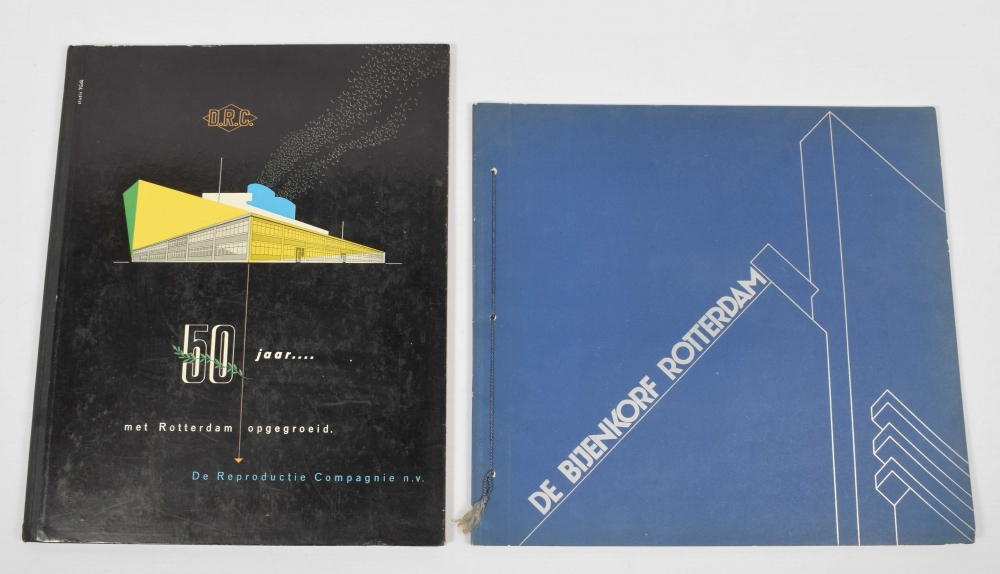 D.R.C.
50 jaar....
met Rotterdam opgegroeid.
De Reproductie Compagnie n.v.
DE BIJENKORF ROTTERDAM